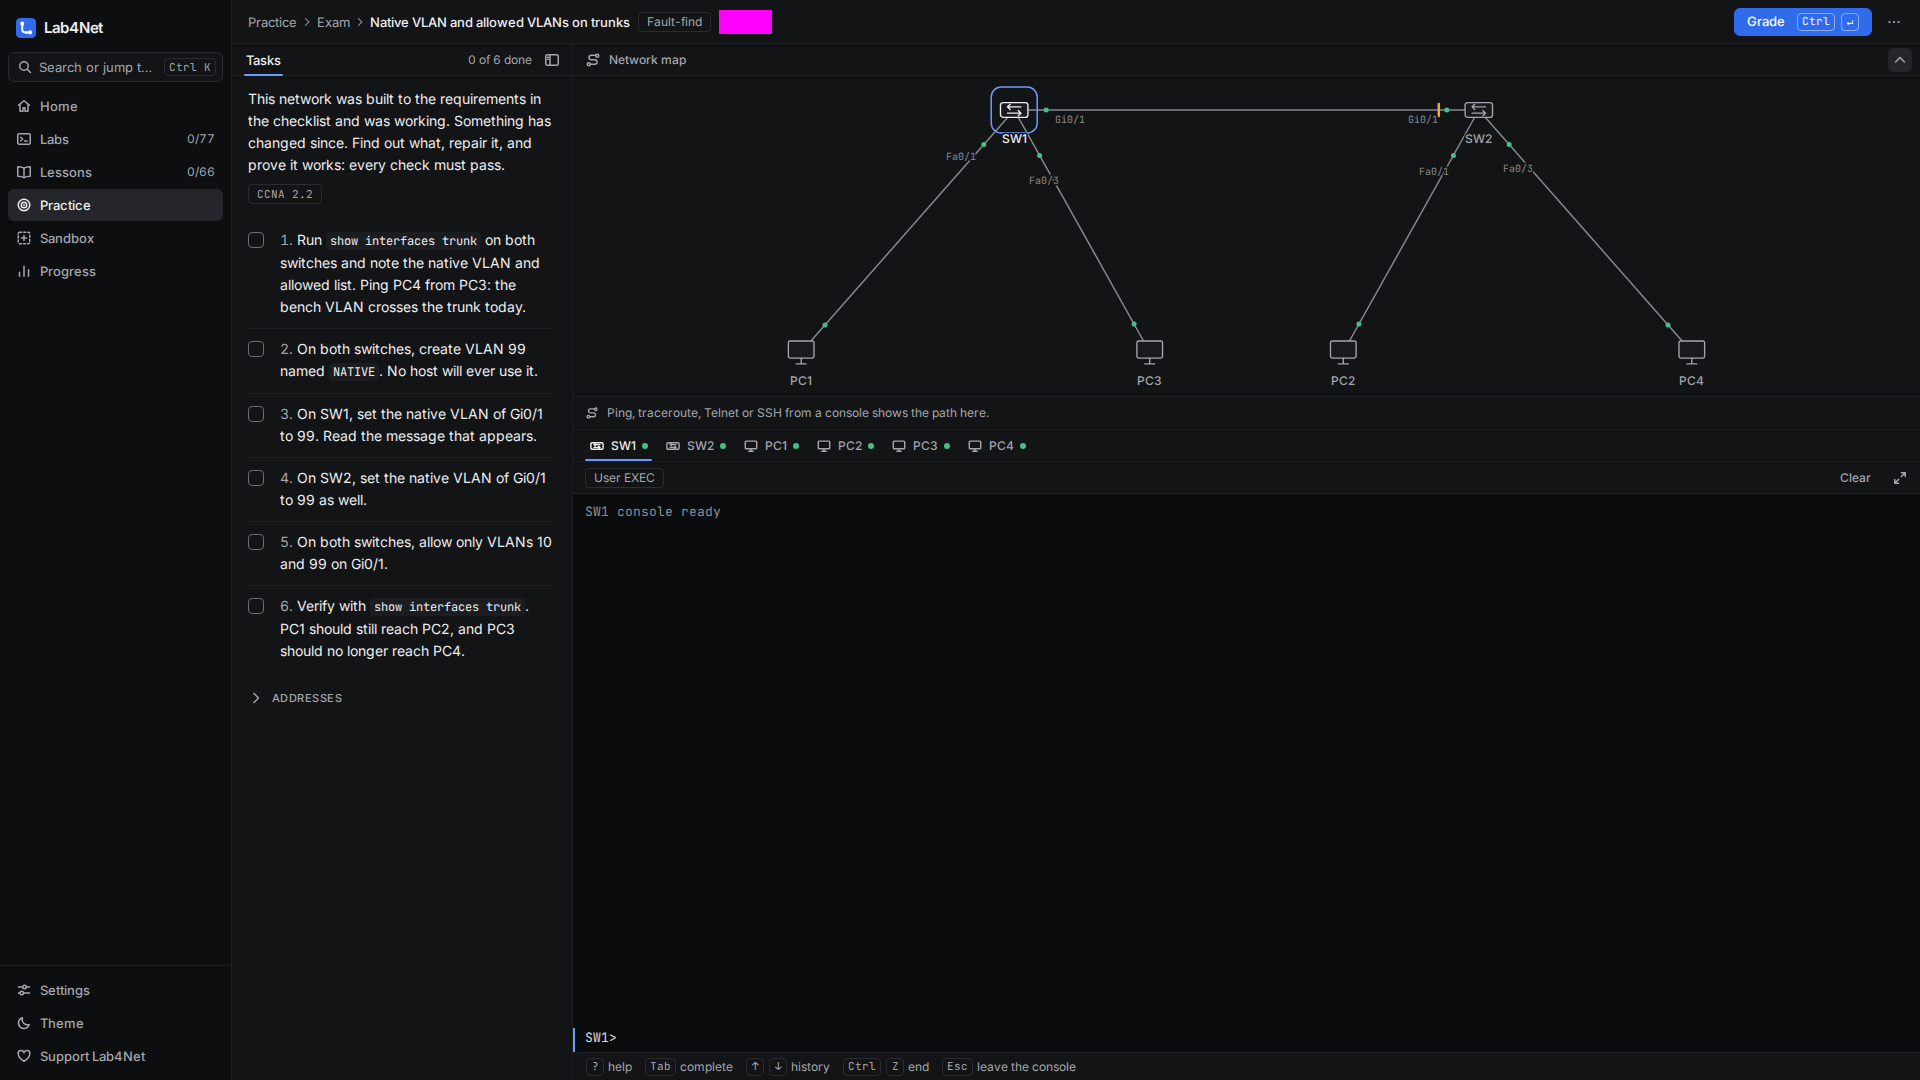 Lab4Net
Search or jump t... Ctrl K
Home
Labs 0/77
Lessons 0/66
Practice
Sandbox
Progress
Settings
Theme
Support Lab4Net
Practice > Exam > Native VLAN and allowed VLANs on trunks Fault-find
Grade Ctrl ↵
Tasks 0 of 6 done
This network was built to the requirements in
the checklist and was working. Something has
changed since. Find out what, repair it, and
prove it works: every check must pass.
CCNA 2.2
1. Run show interfaces trunk on both
switches and note the native VLAN and
allowed list. Ping PC4 from PC3: the
bench VLAN crosses the trunk today.
2. On both switches, create VLAN 99
named NATIVE. No host will ever use it.
3. On SW1, set the native VLAN of Gi0/1
to 99. Read the message that appears.
4. On SW2, set the native VLAN of Gi0/1
to 99 as well.
5. On both switches, allow only VLANs 10
and 99 on Gi0/1.
6. Verify with show interfaces trunk.
PC1 should still reach PC2, and PC3
should no longer reach PC4.
ADDRESSES
Network map
Gi0/1 Gi0/1
SW1 SW2
Fa0/1 Fa0/3 Fa0/1 Fa0/3
PC1 PC3 PC2 PC4
Ping, traceroute, Telnet or SSH from a console shows the path here.
SW1 SW2 PC1 PC2 PC3 PC4
User EXEC Clear
SW1 console ready
SW1>
? help Tab complete ↑ ↓ history Ctrl Z end Esc leave the console